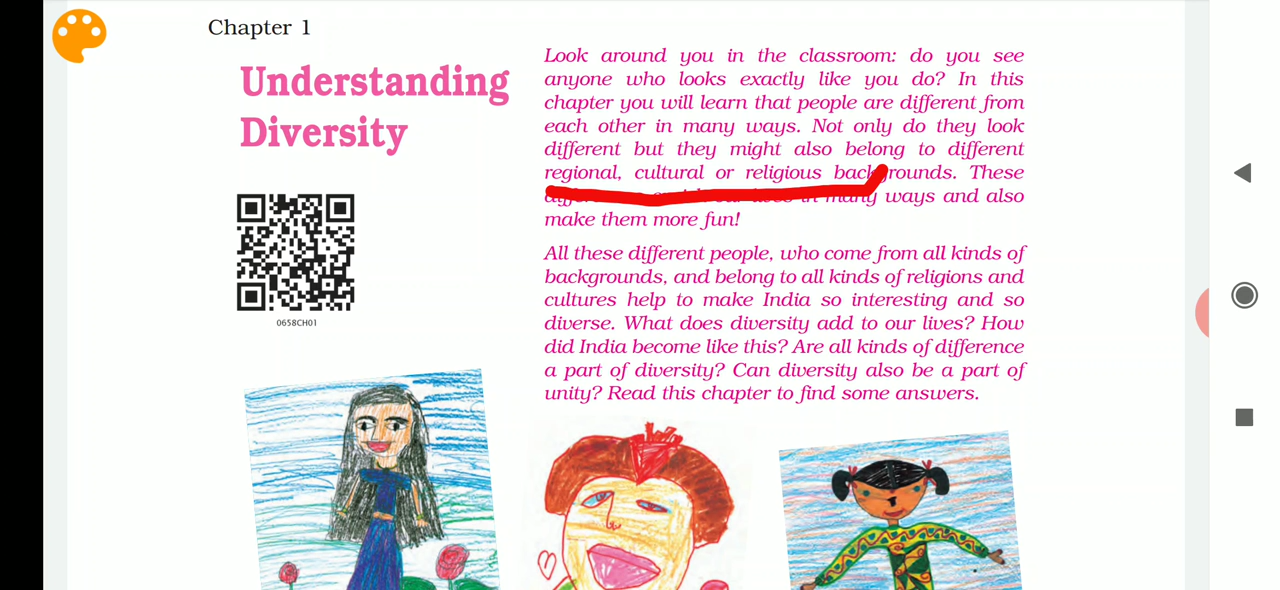 Chapter 1
Understanding
Diversity
0658CH01
Look around you in the classroom: do you see
anyone who looks exactly like you do? In this
chapter you will learn that people are different from
each other in many ways. Not only do they look
different but they might also belong to different
regional, cultural or religious backgrounds. These
in many ways and also
make them more fun!
All these different people, who come from all kinds of
backgrounds, and belong to all kinds of religions and
cultures help to make India so interesting and so
diverse. What does diversity add to our lives? How
did India become like this? Are all kinds of difference
a part of diversity? Can diversity also be a part of
unity? Read this chapter to find some answers.